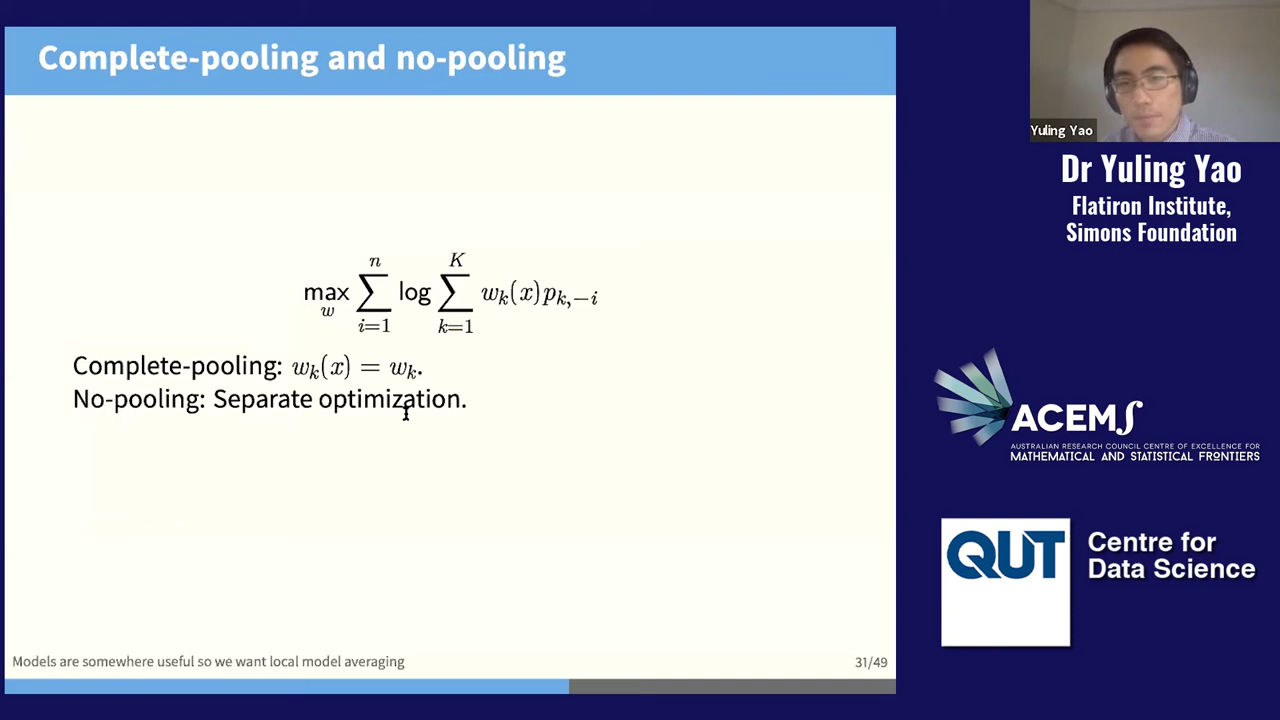 Complete-pooling and no-pooling
max_w ∑_{i=1}^{n} log ∑_{k=1}^{K} w_k(x)p_{k,−i}
Complete-pooling: w_k(x) = w_k.
No-pooling: Separate optimization.
Models are somewhere useful so we want local model averaging
31/49
Yuling Yao
Dr Yuling Yao
Flatiron Institute,
Simons Foundation
ACEMS
AUSTRALIAN RESEARCH COUNCIL CENTRE OF EXCELLENCE FOR
MATHEMATICAL AND STATISTICAL FRONTIERS
QUT
Centre for
Data Science